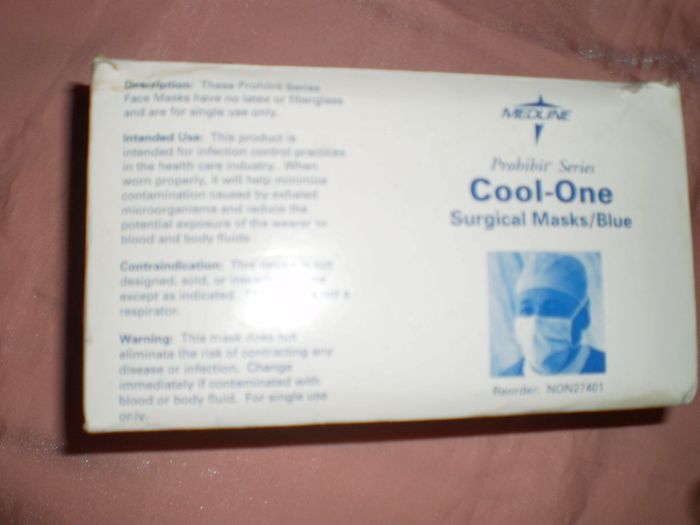 Description: These Prohibit Series
Face Masks have no latex or fiberglass
and are for single use only.
Intended Use: This product is
intended for infection control practices
in the health care industry. When
worn properly, it will help minimize
contamination caused by exhaled
microorganisms and reduce the
potential exposure of the wearer to
blood and body fluids.
Contraindication: This not
designed, sold, or
except as indicated. a
respirator.
Warning: This mask does not
eliminate the risk of contracting any
disease or infection. Change
immediately if contaminated with
blood or body fluid. For single use
only.
MEDLINE
Prohibit Series
Cool-One
Surgical Masks/Blue
Reorder: NON27401